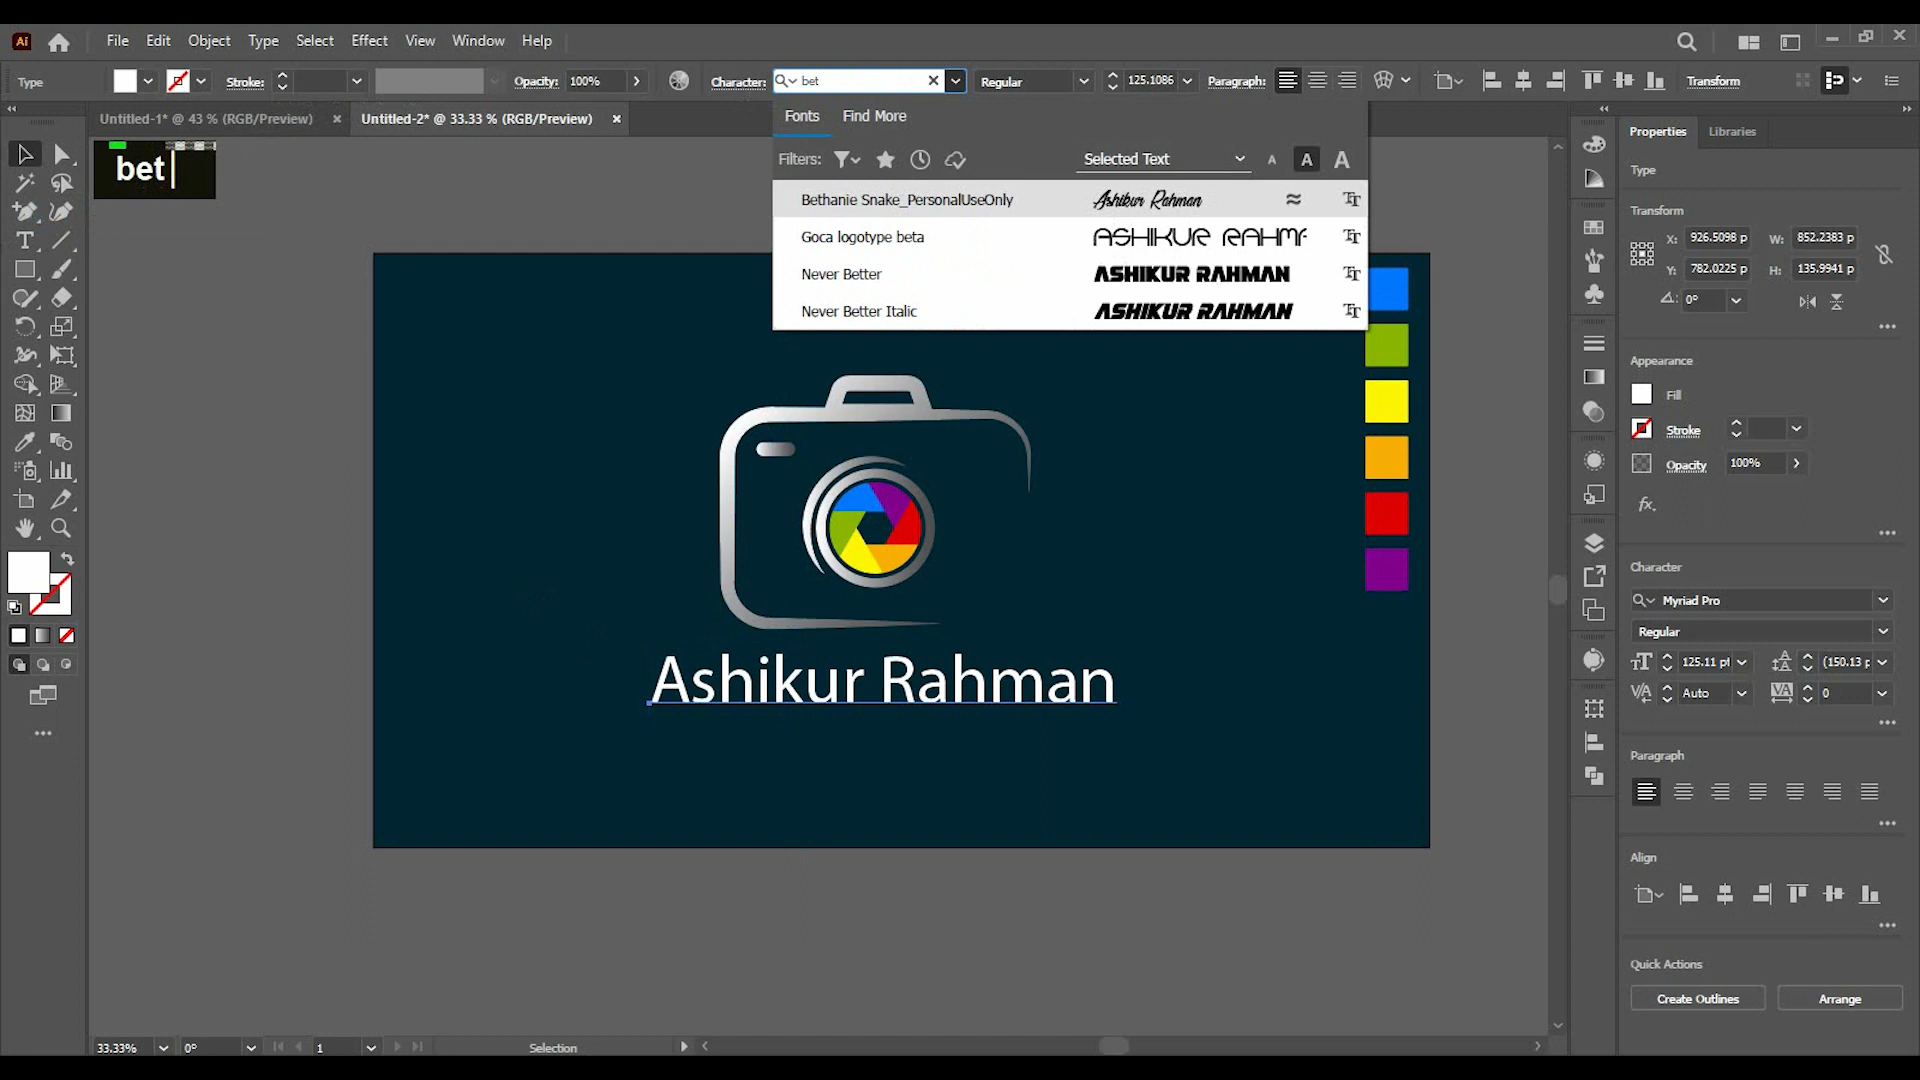 Ai File Edit Object Type Select Effect View Window Help
Type Stroke: Opacity: 100% Character: bet Regular 125.1086 Paragraph: Transform
Untitled-1* @ 43 % (RGB/Preview) × Untitled-2* @ 33.33 % (RGB/Preview) ×
bet
Fonts Find More
Filters: Selected Text A A A
Bethanie Snake_PersonalUseOnly Ashikur Rahman
Goca logotype beta ASHIKUR RAHMA
Never Better ASHIKUR RAHMAN
Never Better Italic ASHIKUR RAHMAN
Ashikur Rahman
Properties Libraries
Type
Transform
X: 926.5098 p W: 852.2383 p
Y: 782.0225 p H: 135.9941 p
0°
Appearance
Fill
Stroke
Opacity 100%
fx.
Character
Myriad Pro
Regular
125.11 pt (150.13 p
Auto 0
Paragraph
Align
Quick Actions
Create Outlines Arrange
33.33% 0° 1 Selection